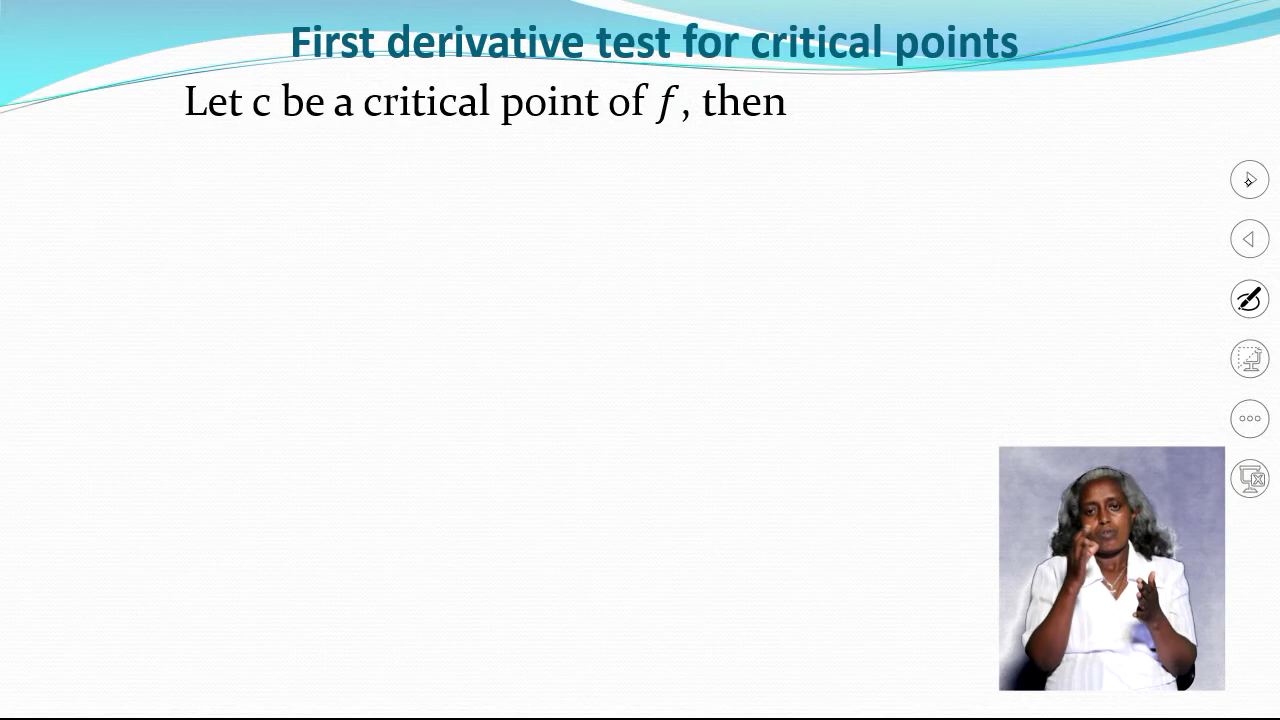 First derivative test for critical points
Let c be a critical point of f, then